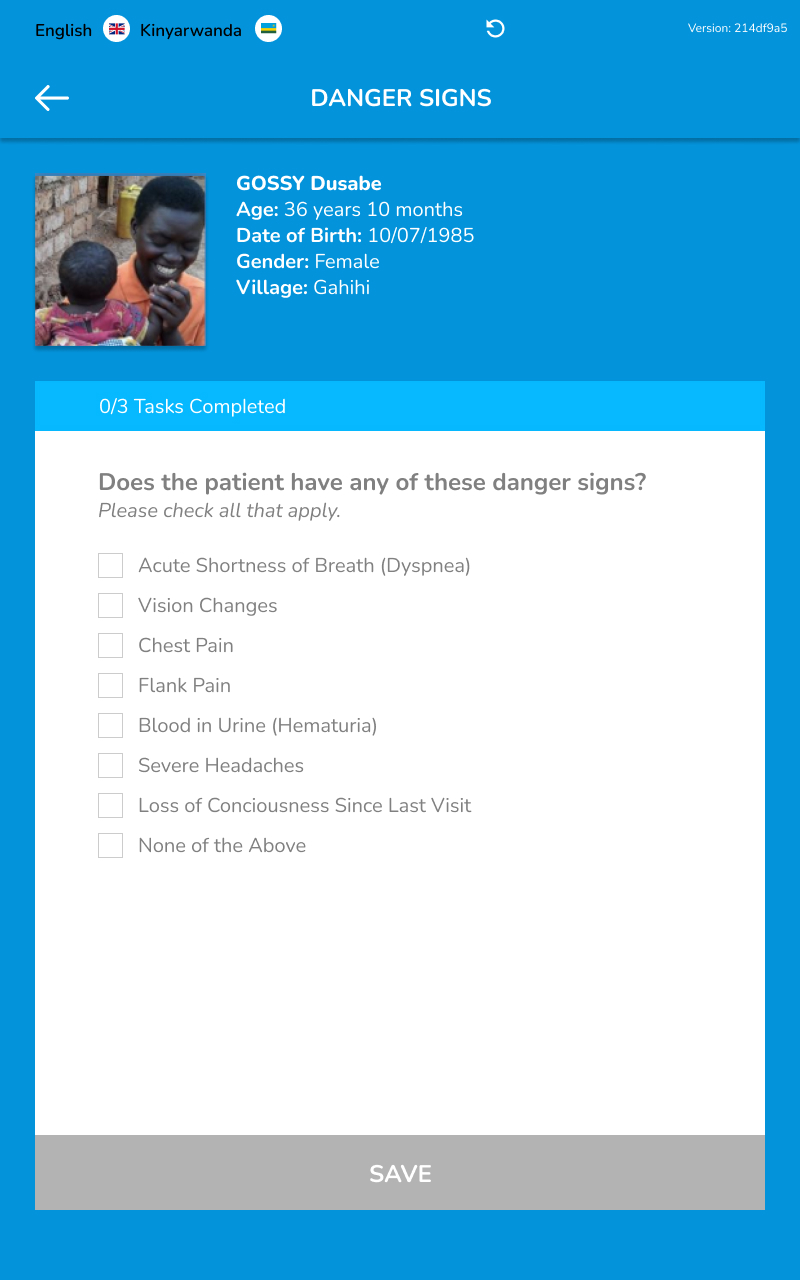 English Kinyarwanda Version: 214df9a5
DANGER SIGNS
GOSSY Dusabe
Age: 36 years 10 months
Date of Birth: 10/07/1985
Gender: Female
Village: Gahihi
0/3 Tasks Completed
Does the patient have any of these danger signs?
Please check all that apply.
Acute Shortness of Breath (Dyspnea)
Vision Changes
Chest Pain
Flank Pain
Blood in Urine (Hematuria)
Severe Headaches
Loss of Conciousness Since Last Visit
None of the Above
SAVE